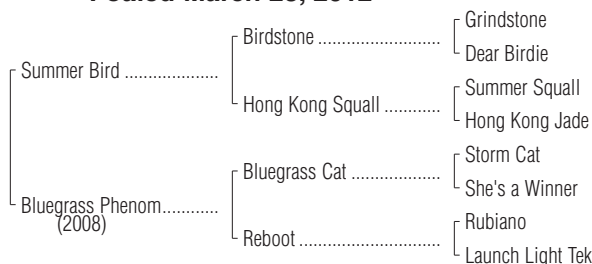 Grindstone
Birdstone ..........................
Dear Birdie
Summer Bird ....................
Summer Squall
Hong Kong Squall ............
Hong Kong Jade
Storm Cat
Bluegrass Cat ...................
She's a Winner
Bluegrass Phenom............
(2008)
Rubiano
Reboot ..............................
Launch Light Tek